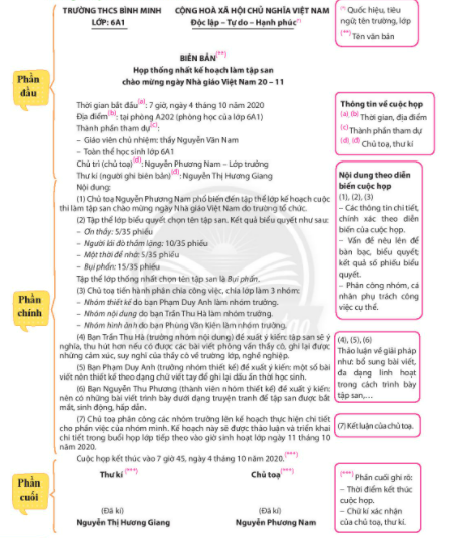 TRƯỜNG THCS BÌNH MINH
LỚP: 6A1
CỘNG HOÀ XÃ HỘI CHỦ NGHĨA VIỆT NAM
Độc lập – Tự do – Hạnh phúc(*)
BIÊN BẢN(**)
Họp thống nhất kế hoạch làm tập san
chào mừng ngày Nhà giáo Việt Nam 20 – 11
Thời gian bắt đầu(a): 7 giờ, ngày 4 tháng 10 năm 2020
Địa điểm(b): tại phòng A202 (phòng học của lớp 6A1)
Thành phần tham dự(c):
– Giáo viên chủ nhiệm: thầy Nguyễn Văn Nam
– Toàn thể học sinh lớp 6A1
Chủ trì (chủ toạ)(d): Nguyễn Phương Nam – Lớp trưởng
Thư kí (người ghi biên bản)(đ): Nguyễn Thị Hương Giang
Nội dung:
(1) Chủ toạ Nguyễn Phương Nam phổ biến đến tập thể lớp kế hoạch cuộc
thi làm tập san chào mừng ngày Nhà giáo Việt Nam do trường tổ chức.
(2) Tập thể lớp biểu quyết chọn tên tập san. Kết quả biểu quyết như sau:
– Ơn thầy: 5/35 phiếu
– Người lái đò thầm lặng: 10/35 phiếu
– Một thời để nhớ: 5/35 phiếu
– Bụi phấn: 15/35 phiếu
Tập thể lớp thống nhất chọn tên tập san là Bụi phấn.
(3) Chủ toạ tiến hành phân chia công việc, chia lớp làm 3 nhóm:
– Nhóm thiết kế do bạn Phạm Duy Anh làm nhóm trưởng.
– Nhóm nội dung do bạn Trần Thu Hà làm nhóm trưởng.
– Nhóm hình ảnh do bạn Phùng Văn Kiên làm nhóm trưởng.
(4) Bạn Trần Thu Hà (trưởng nhóm nội dung) đề xuất ý kiến: tập san sẽ ý
nghĩa, thu hút hơn nếu có được các bài viết phỏng vấn thầy cô, ghi lại được
những cảm xúc, suy nghĩ của thầy cô về trường lớp, nghề nghiệp.
(5) Bạn Phạm Duy Anh (trưởng nhóm thiết kế) đề xuất ý kiến: một số bài
viết nên thiết kế theo dạng chữ viết tay để ghi lại dấu ấn thời học sinh.
(6) Bạn Nguyễn Thu Phương (thành viên nhóm thiết kế) đề xuất ý kiến:
nên có những bài viết trình bày dưới dạng truyện tranh để tập san được bắt
mắt, sinh động, hấp dẫn.
(7) Chủ toạ phân công các nhóm trưởng lên kế hoạch thực hiện chi tiết
cho phần việc của nhóm mình. Kế hoạch này sẽ được thảo luận và triển khai
chi tiết trong buổi họp lớp tiếp theo vào giờ sinh hoạt lớp ngày 11 tháng 10
năm 2020.
Cuộc họp kết thúc vào 7 giờ 45, ngày 4 tháng 10 năm 2020.(***)
Thư kí (***)
Chủ toạ(***)
(Đã kí)
(Đã kí)
Nguyễn Thị Hương Giang
Nguyễn Phương Nam
Phần
đầu
Phần
chính
Phần
cuối
(*) Quốc hiệu, tiêu
ngữ; tên trường, lớp
(**) Tên văn bản
Thông tin về cuộc họp
(a) (b) Thời gian, địa điểm
(c) Thành phần tham dự
(d) (đ) Chủ toạ, thư kí
Nội dung theo diễn
biến cuộc họp
(1), (2), (3)
– Các thông tin chi tiết,
chính xác theo diễn
biến của cuộc họp.
– Vấn đề nêu lên để
bàn bạc, biểu quyết;
kết quả số phiếu biểu
quyết.
– Phân công nhóm, cá
nhân phụ trách công
việc cụ thể.
(4), (5), (6)
Thảo luận về giải pháp
như: bổ sung bài viết,
đa dạng linh hoạt
trong cách trình bày
tập san,...
(7) Kết luận của chủ toạ.
(***) Phần cuối ghi rõ:
– Thời điểm kết thúc
cuộc họp.
– Chữ kí xác nhận
của chủ toạ, thư kí.